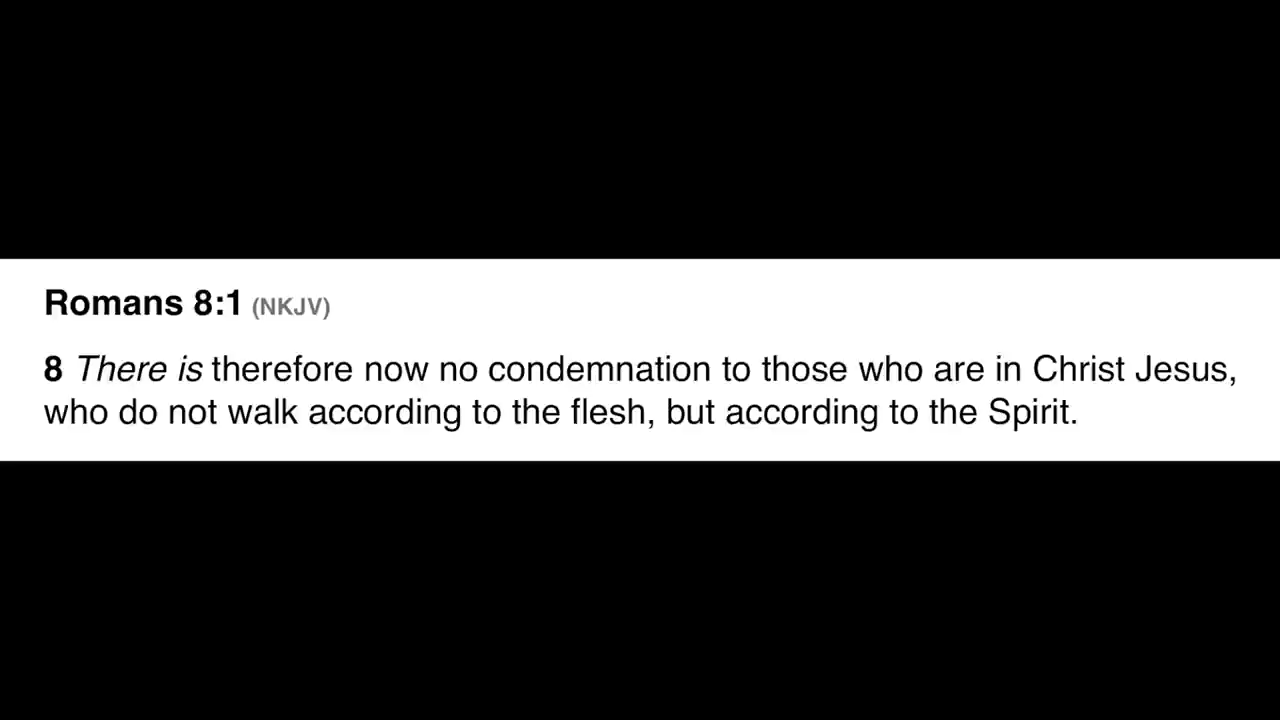 Romans 8:1 (NKJV)
8 There is therefore now no condemnation to those who are in Christ Jesus,
who do not walk according to the flesh, but according to the Spirit.